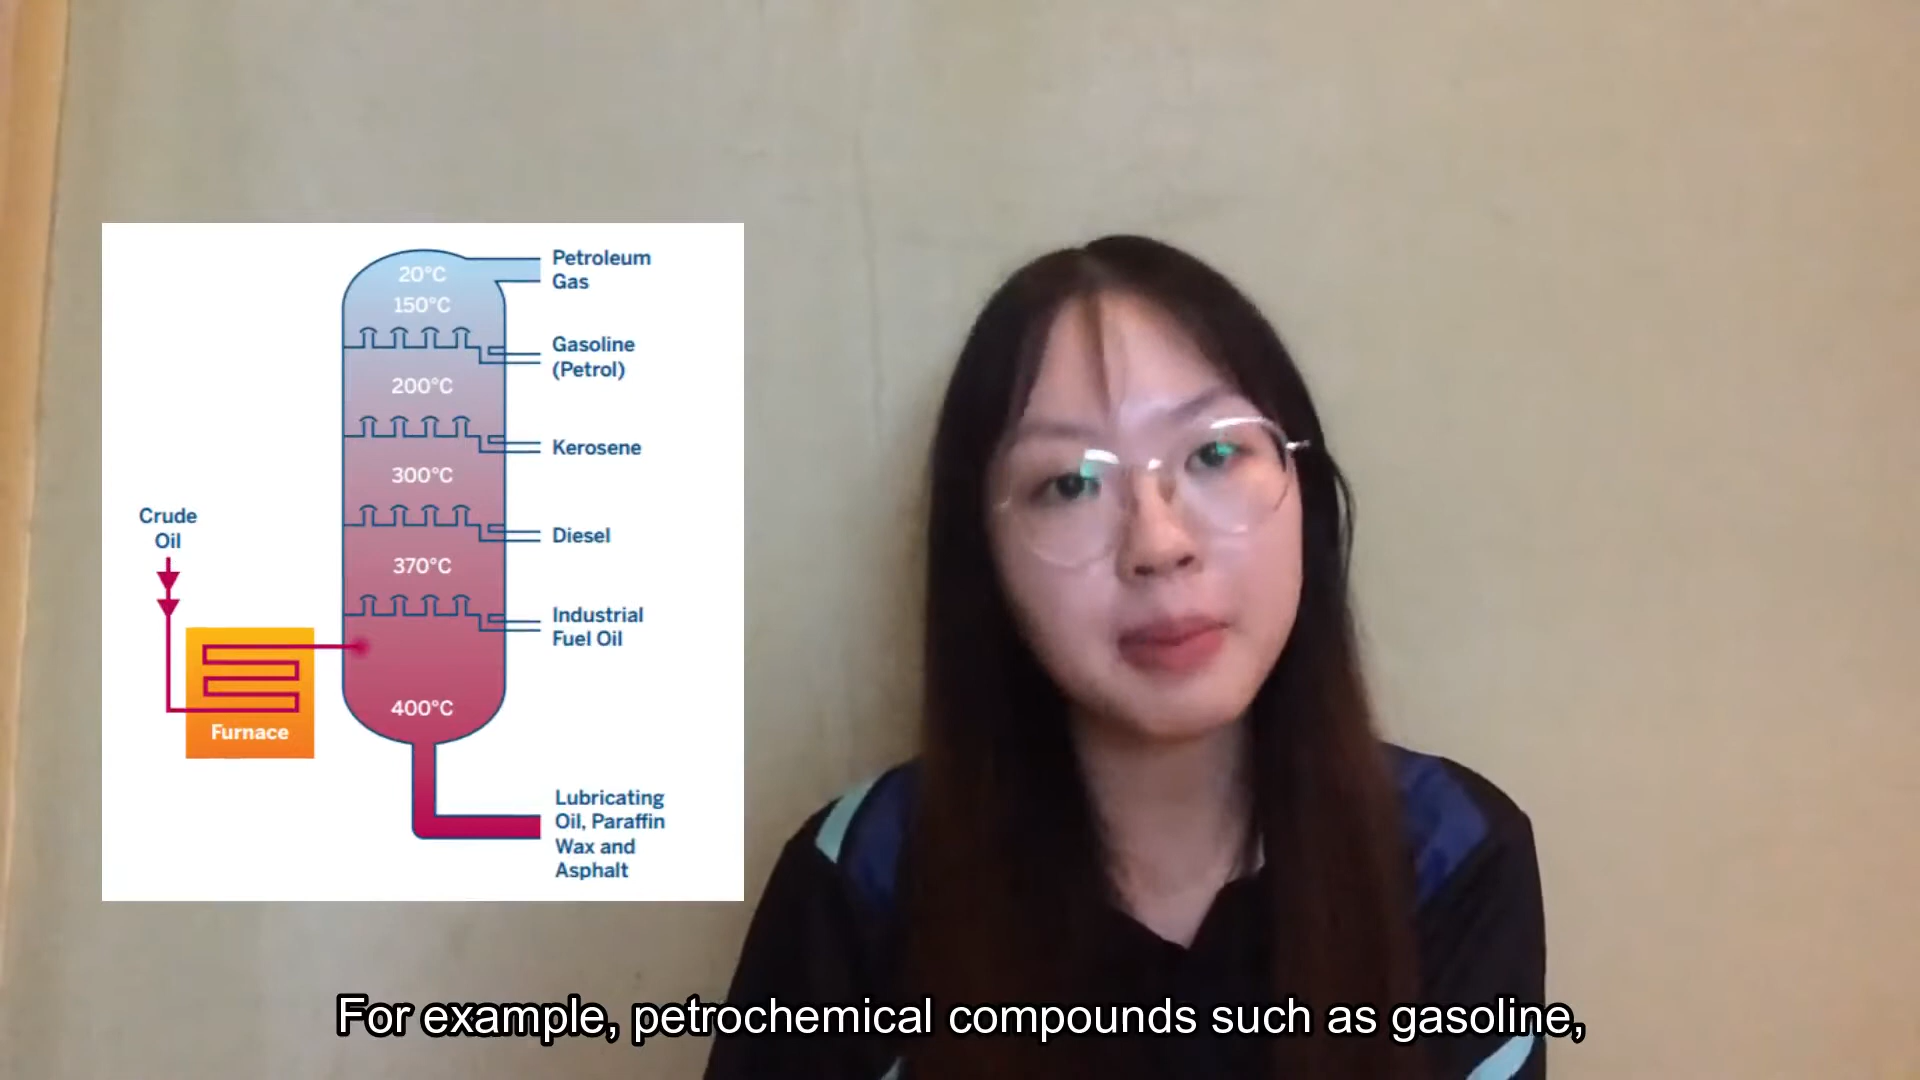 20°C
150°C
200°C
300°C
370°C
400°C
Petroleum
Gas
Gasoline
(Petrol)
Kerosene
Diesel
Industrial
Fuel Oil
Crude
Oil
Furnace
Lubricating
Oil, Paraffin
Wax and
Asphalt
For example, petrochemical compounds such as gasoline,